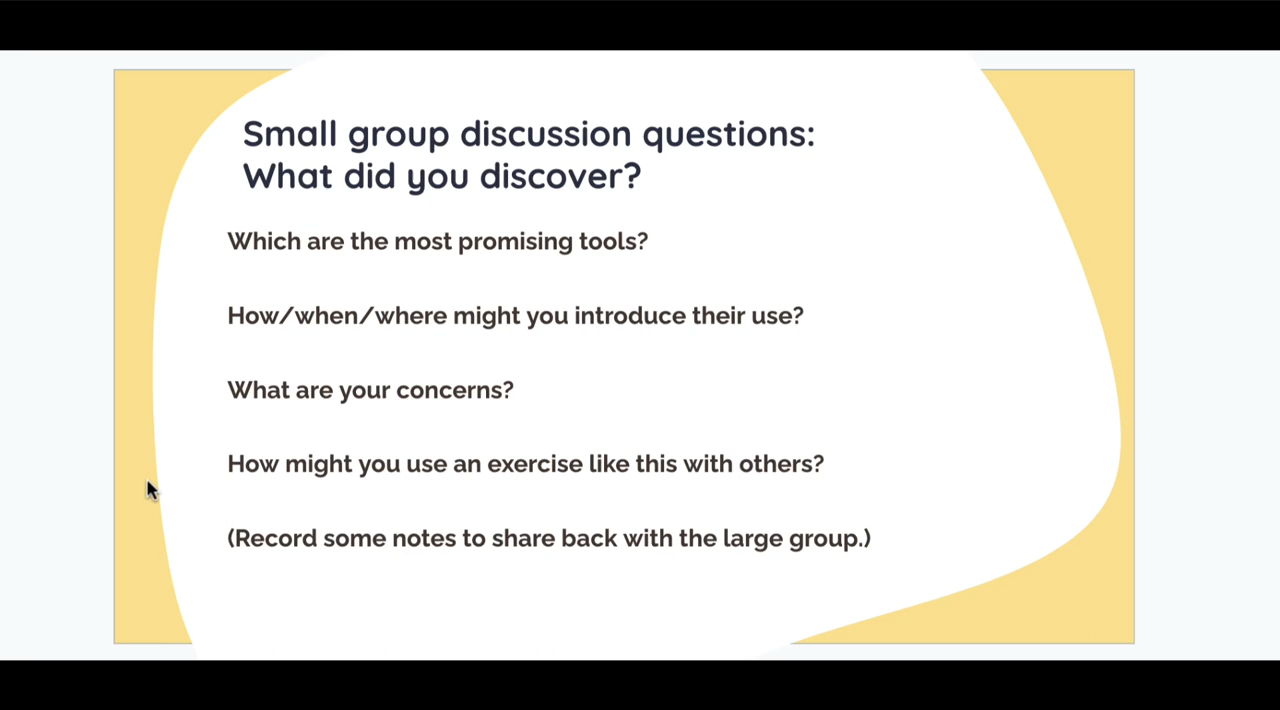 Small group discussion questions:
What did you discover?
Which are the most promising tools?
How/when/where might you introduce their use?
What are your concerns?
How might you use an exercise like this with others?
(Record some notes to share back with the large group.)